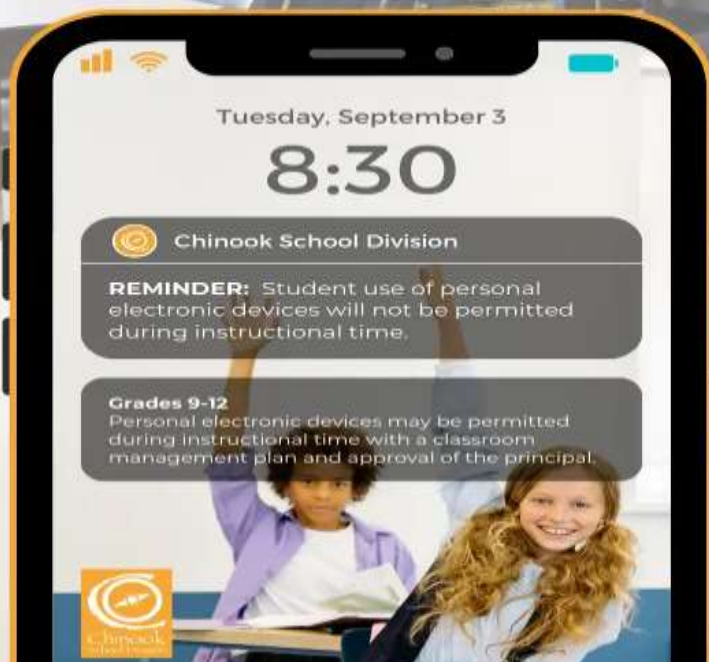 Tuesday, September 3
8:30
Chinook School Division
REMINDER: Student use of personal
electronic devices will not be permitted
during instructional time.
Grades 9-12
Personal electronic devices may be permitted
during instructional time with a classroom
management plan and approval of the principal.
Chinook